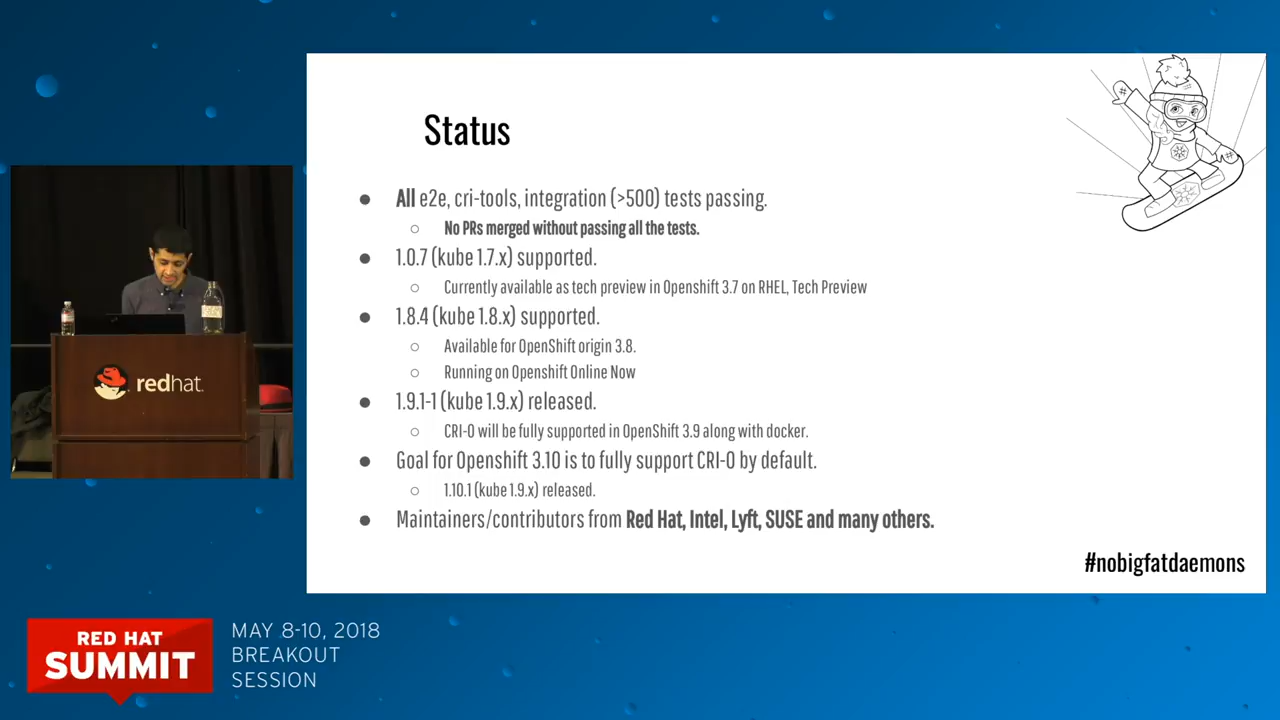 Status
All e2e, cri-tools, integration (>500) tests passing.
No PRs merged without passing all the tests.
1.0.7 (kube 1.7.x) supported.
Currently available as tech preview in Openshift 3.7 on RHEL, Tech Preview
1.8.4 (kube 1.8.x) supported.
Available for OpenShift origin 3.8.
Running on Openshift Online Now
1.9.1-1 (kube 1.9.x) released.
CRI-O will be fully supported in OpenShift 3.9 along with docker.
Goal for Openshift 3.10 is to fully support CRI-O by default.
1.10.1 (kube 1.9.x) released.
Maintainers/contributors from Red Hat, Intel, Lyft, SUSE and many others.
#nobigfatdaemons
redhat.
RED HAT
SUMMIT
MAY 8-10, 2018
BREAKOUT
SESSION